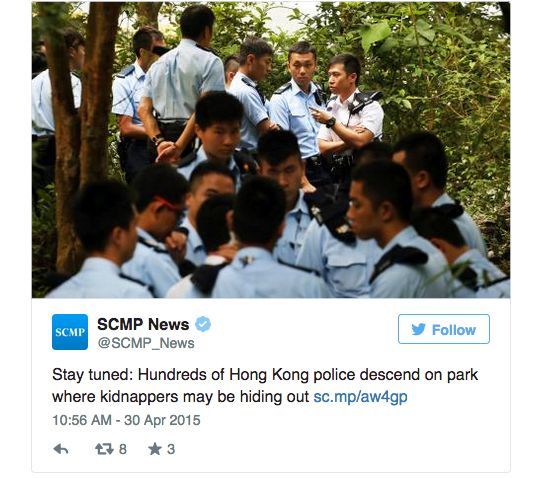 SCMP
SCMP News
@SCMP_News
Follow
Stay tuned: Hundreds of Hong Kong police descend on park
where kidnappers may be hiding out sc.mp/aw4gp
10:56 AM - 30 Apr 2015
8 3